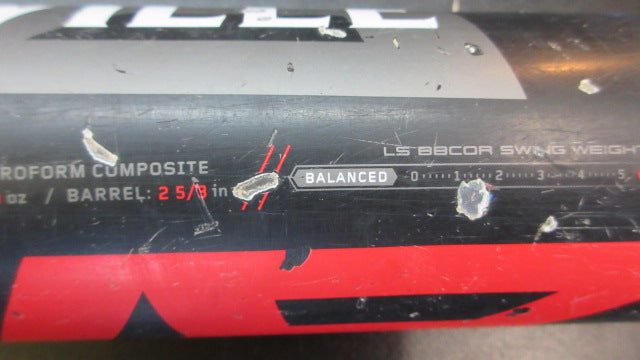 LS BBCOR SWING WEIGHT
ROFORM COMPOSITE
BALANCED 0 1 2 3 4 5
oz / BARREL: 2 5/8 in